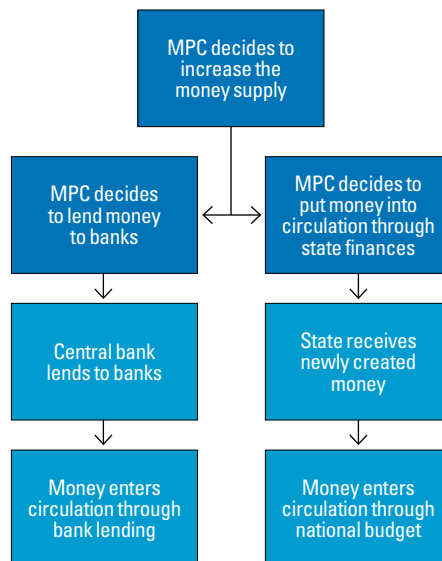 MPC decides to
increase the
money supply
MPC decides
to lend money
to banks
MPC decides to
put money into
circulation through
state finances
Central bank
lends to banks
State receives
newly created
money
Money enters
circulation through
bank lending
Money enters
circulation through
national budget